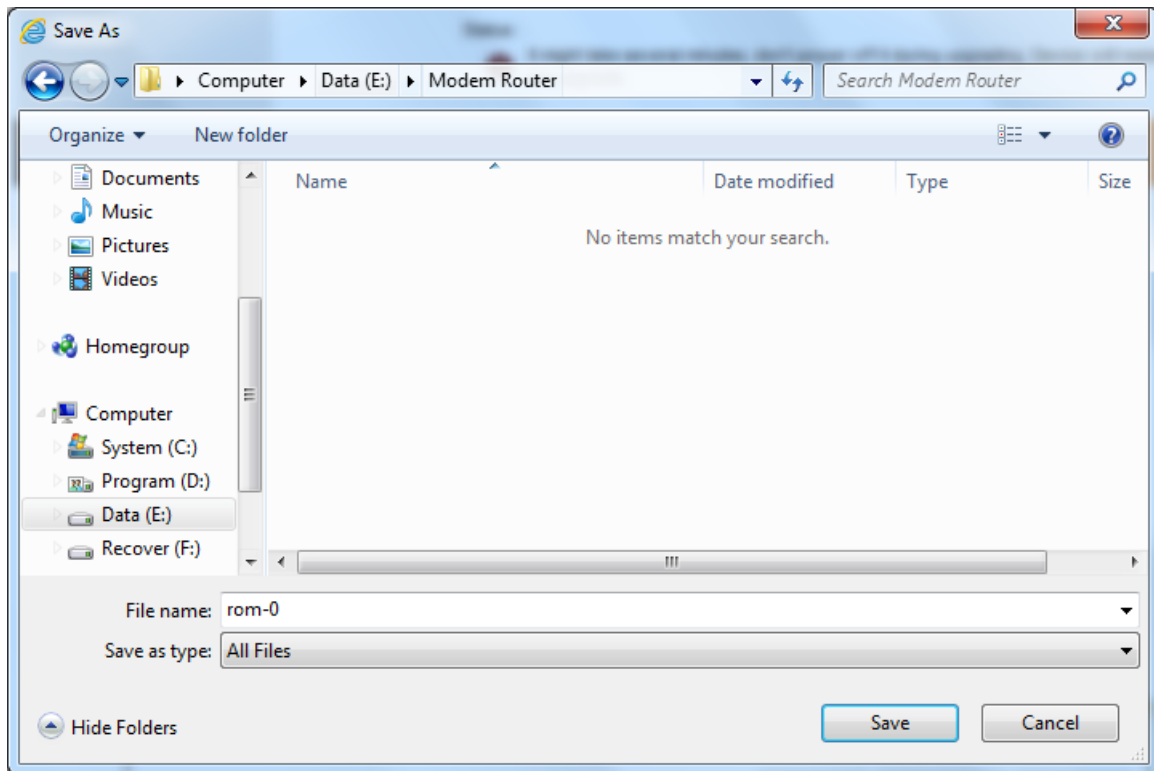 Save As
Computer Data (E:) Modem Router
Search Modem Router
Organize New folder
Documents
Music
Pictures
Videos
Homegroup
Computer
System (C:)
Program (D:)
Data (E:)
Recover (F:)
Name Date modified Type Size
No items match your search.
File name: rom-0
Save as type: All Files
Hide Folders
Save Cancel